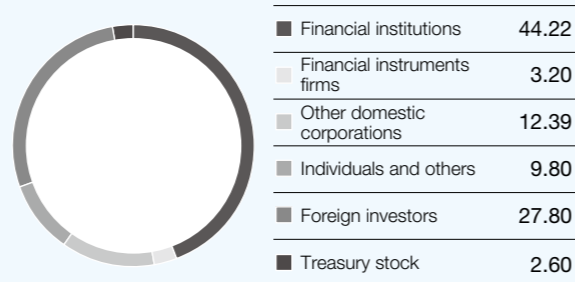 Financial institutions 44.22
Financial instruments
firms 3.20
Other domestic
corporations 12.39
Individuals and others 9.80
Foreign investors 27.80
Treasury stock 2.60